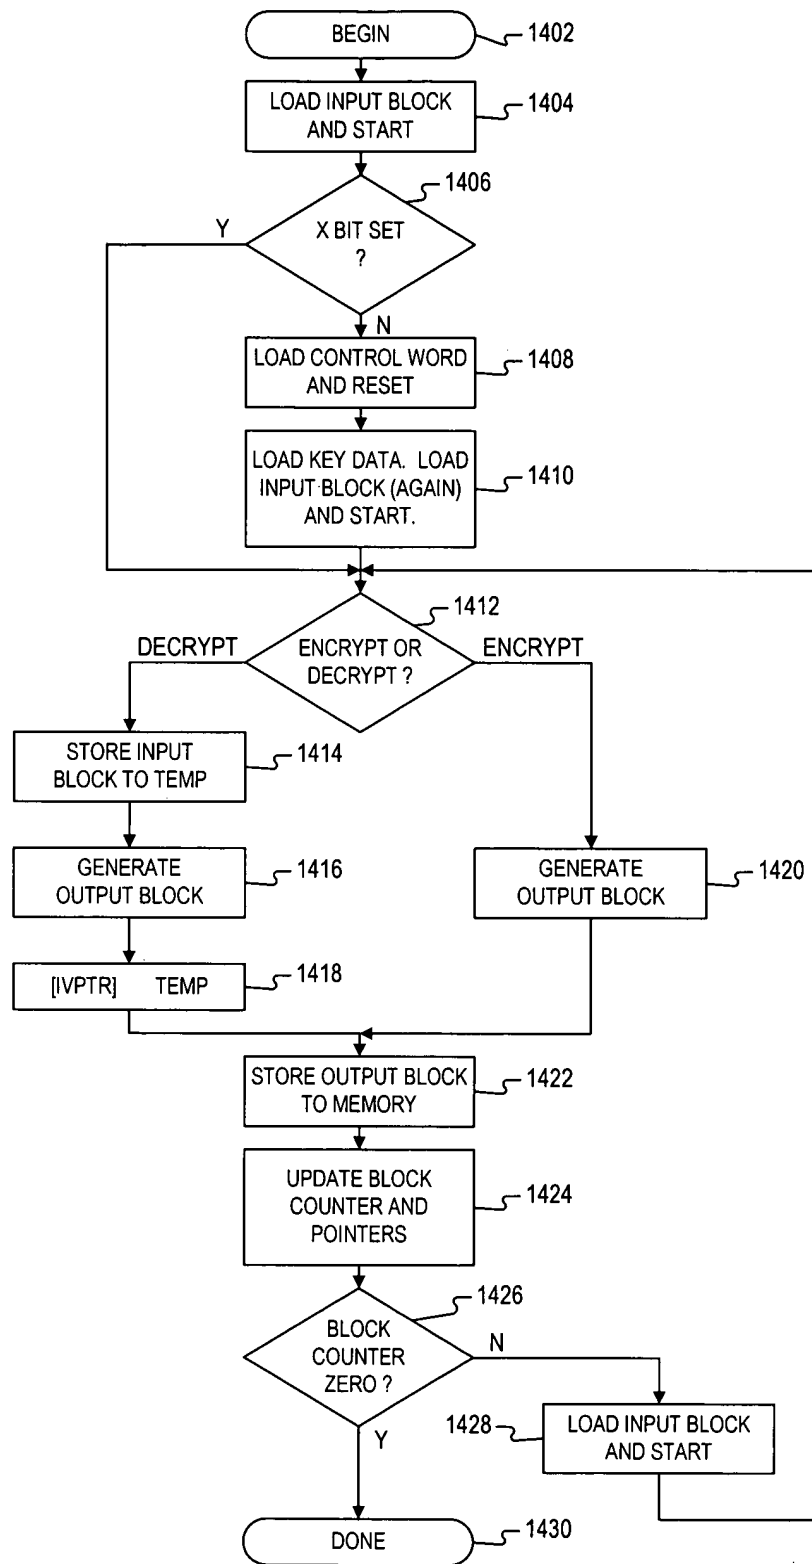 BEGIN
1402
LOAD INPUT BLOCK
AND START
1404
1406
X BIT SET
?
Y
N
LOAD CONTROL WORD
AND RESET
1408
LOAD KEY DATA. LOAD
INPUT BLOCK (AGAIN)
AND START.
1410
1412
ENCRYPT OR
DECRYPT ?
DECRYPT
ENCRYPT
STORE INPUT
BLOCK TO TEMP
1414
GENERATE
OUTPUT BLOCK
1416
GENERATE
OUTPUT BLOCK
1420
[IVPTR] TEMP
1418
STORE OUTPUT BLOCK
TO MEMORY
1422
UPDATE BLOCK
COUNTER AND
POINTERS
1424
1426
BLOCK
COUNTER
ZERO ?
N
Y
1428
LOAD INPUT BLOCK
AND START
DONE
1430